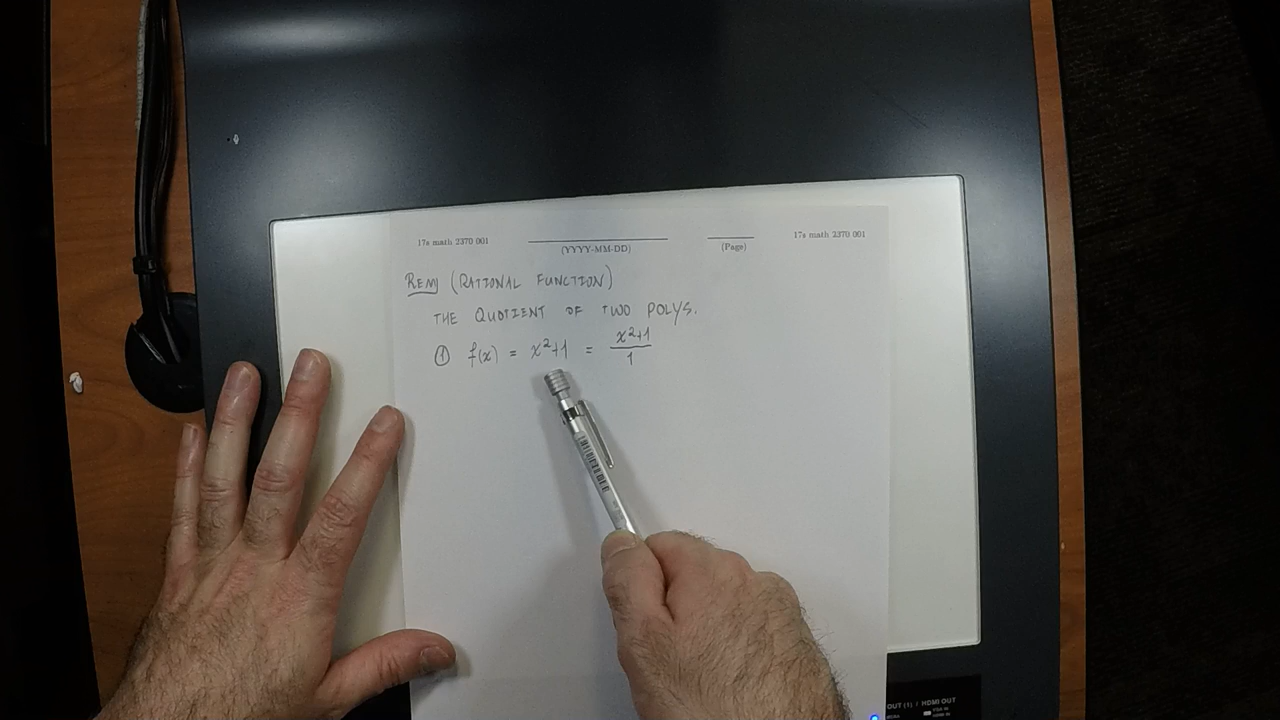 17s math 2370 001 (YYYY-MM-DD) (Page) 17s math 2370 001
REM (RATIONAL FUNCTION)
THE QUOTIENT OF TWO POLYS.
① f(x) = x²+1 = x²+1/1
OUT (1) / HDMI OUT